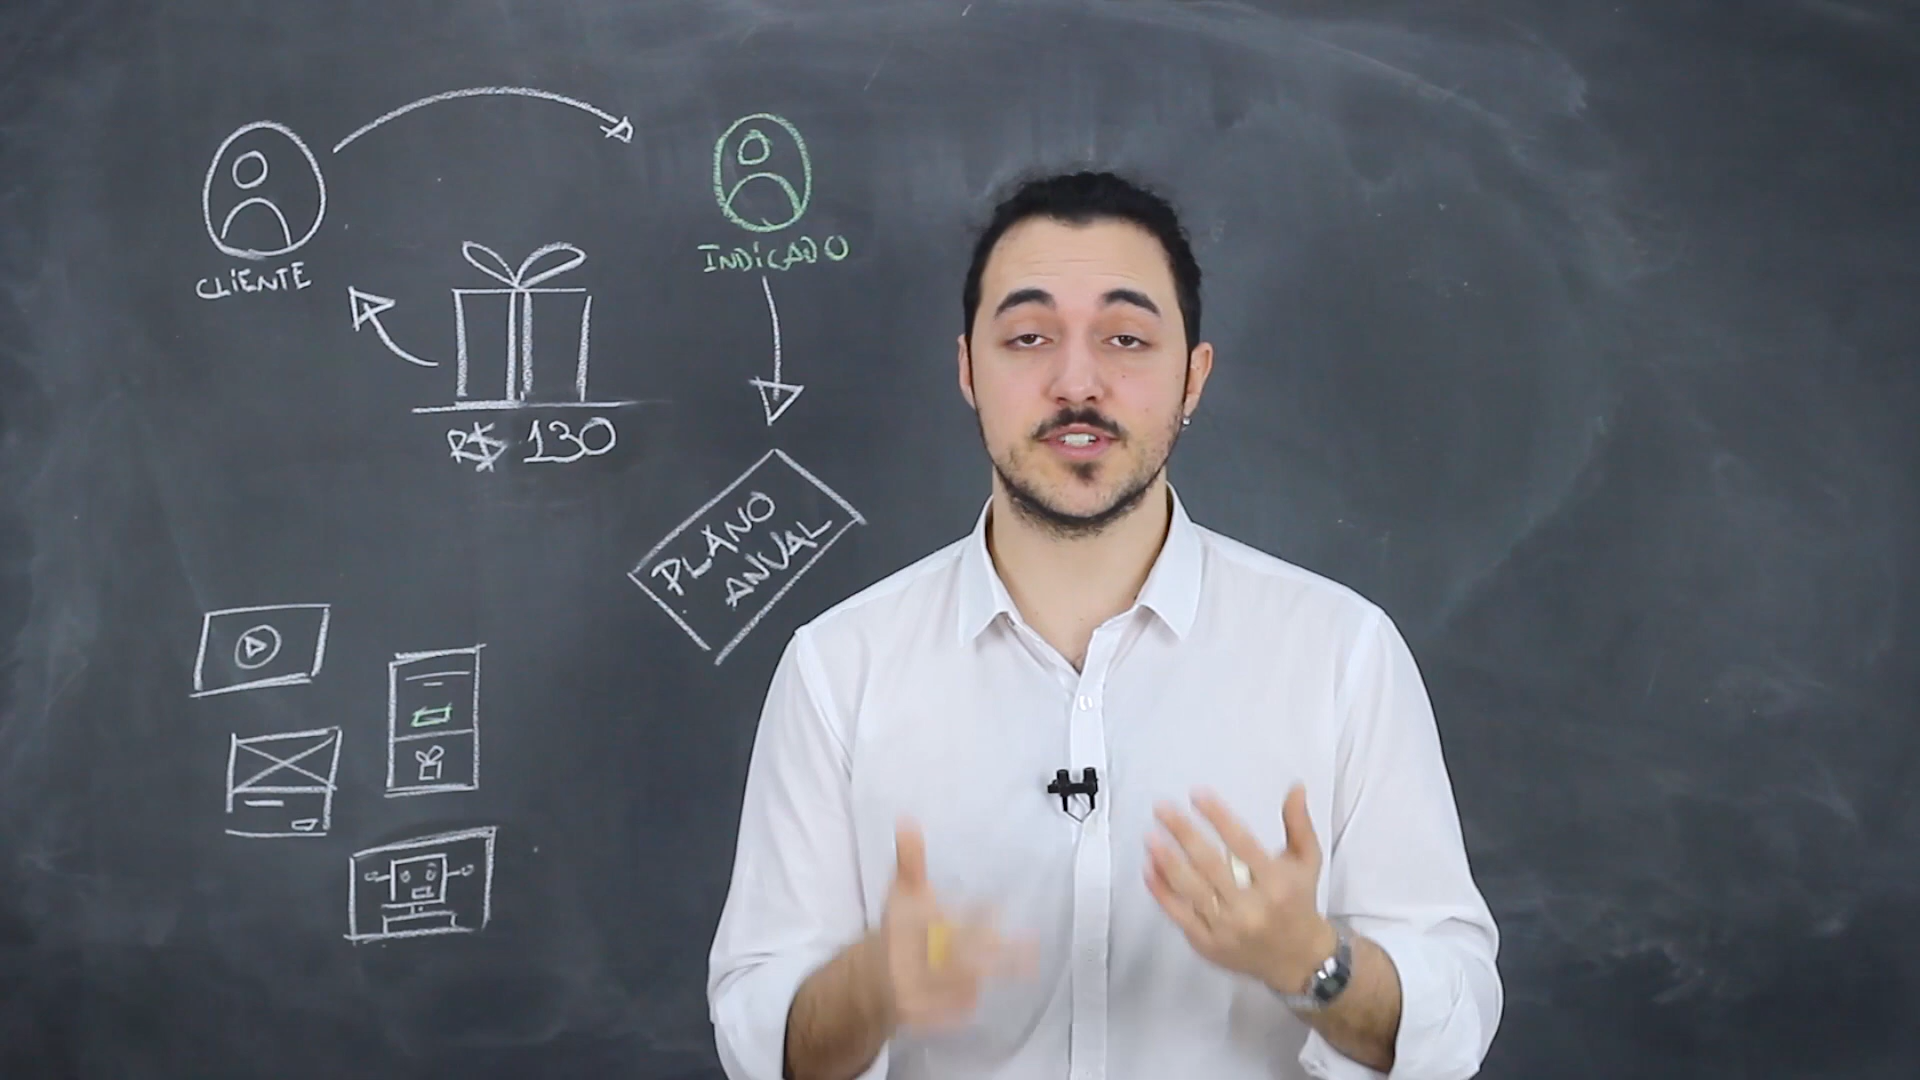 CLIENTE
INDICADO
R$ 130
PLANO
ANUAL